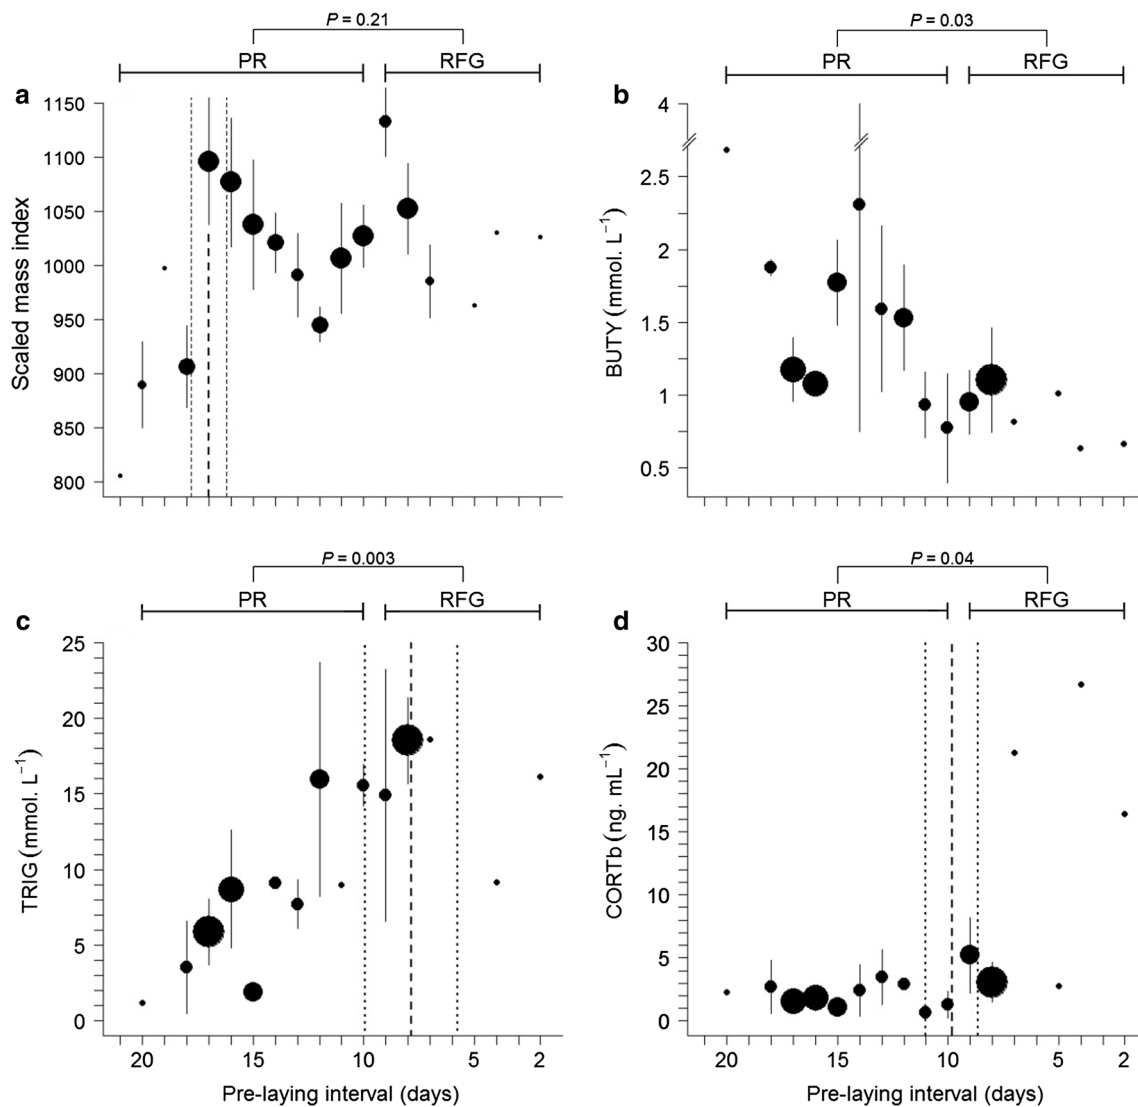 P = 0.21
PR
RFG
a
1150
1100
1050
1000
950
900
850
800
Scaled mass index
P = 0.03
PR
RFG
b
4
2.5
2
1.5
1
0.5
BUTY (mmol. L⁻¹)
P = 0.003
PR
RFG
c
25
20
15
10
5
0
TRIG (mmol. L⁻¹)
20 15 10 5 2
Pre-laying interval (days)
P = 0.04
PR
RFG
d
30
25
20
15
10
5
0
CORTb (ng. mL⁻¹)
20 15 10 5 2
Pre-laying interval (days)